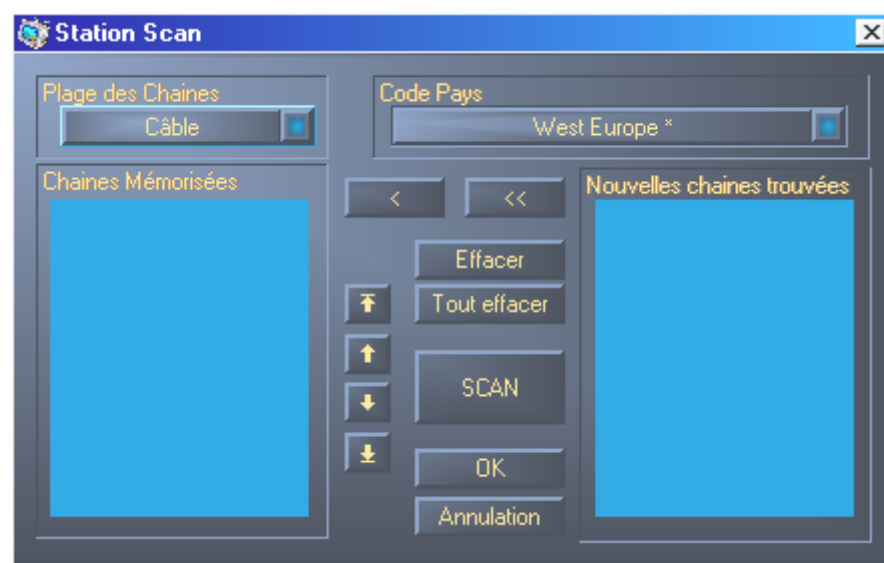 Station Scan
Plage des Chaines
Câble
Code Pays
West Europe *
Chaines Mémorisées
<
<<
Nouvelles chaines trouvées
Effacer
Tout effacer
SCAN
OK
Annulation